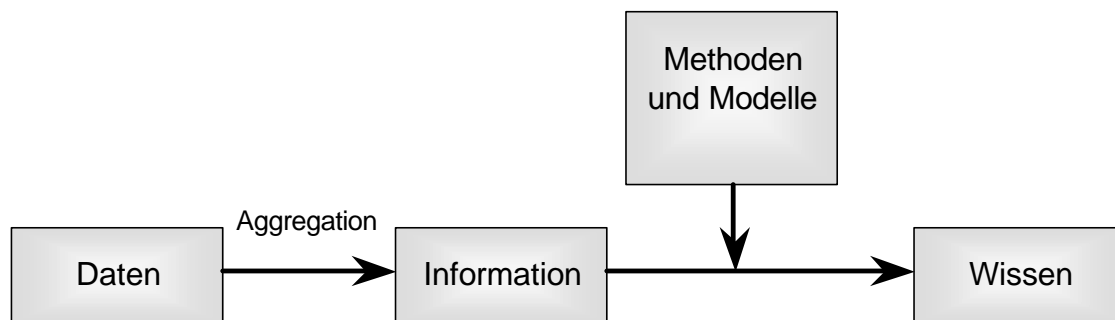 Methoden
und Modelle
Aggregation
Daten
Information
Wissen